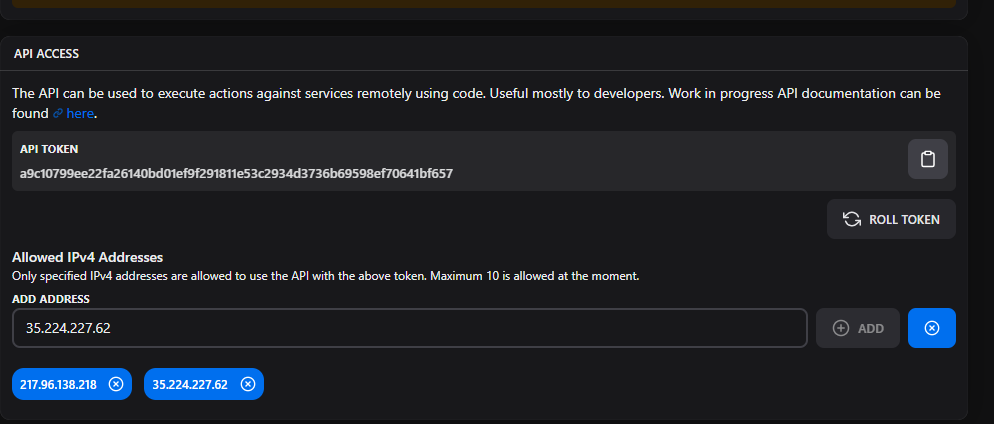 API ACCESS
The API can be used to execute actions against services remotely using code. Useful mostly to developers. Work in progress API documentation can be
found here.
API TOKEN
a9c10799ee22fa26140bd01ef9f291811e53c2934d3736b69598ef70641bf657
ROLL TOKEN
Allowed IPv4 Addresses
Only specified IPv4 addresses are allowed to use the API with the above token. Maximum 10 is allowed at the moment.
ADD ADDRESS
35.224.227.62
ADD
217.96.138.218 35.224.227.62